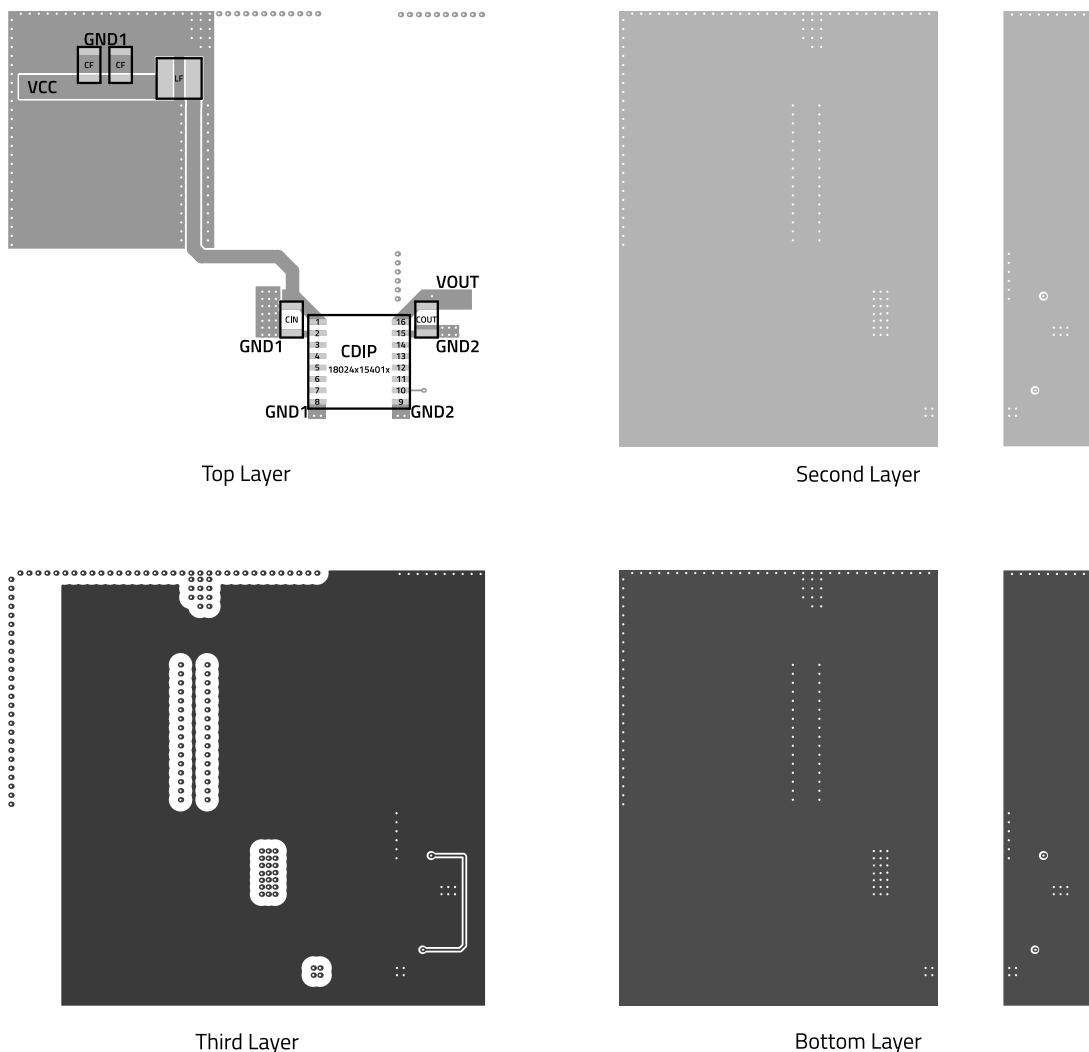 GND1
CF CF
LF
VCC
VOUT
CIN
COUT
1 16
2 15
GND1
GND2
3 14
CDIP
4 13
5 12
18024x15401x
6 11
7 10
8 9
GND1
GND2
Top Layer
Second Layer
Third Layer
Bottom Layer